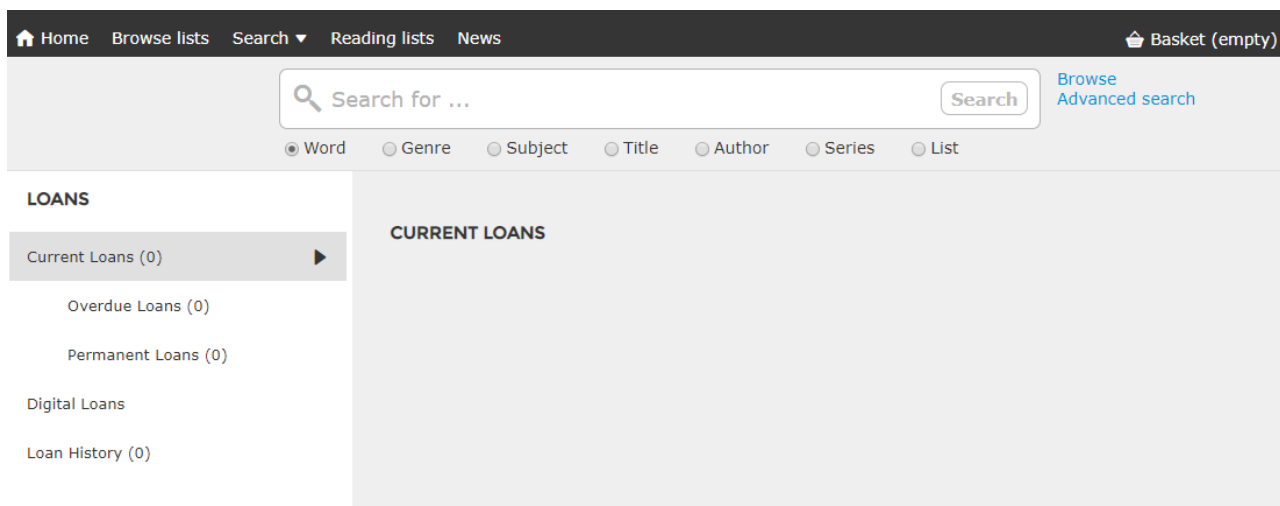 Home Browse lists Search ▼ Reading lists News Basket (empty)
Search for ... Search
Browse
Advanced search
Word Genre Subject Title Author Series List
LOANS
CURRENT LOANS
Current Loans (0)
Overdue Loans (0)
Permanent Loans (0)
Digital Loans
Loan History (0)